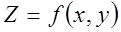 Z = f(x, y)